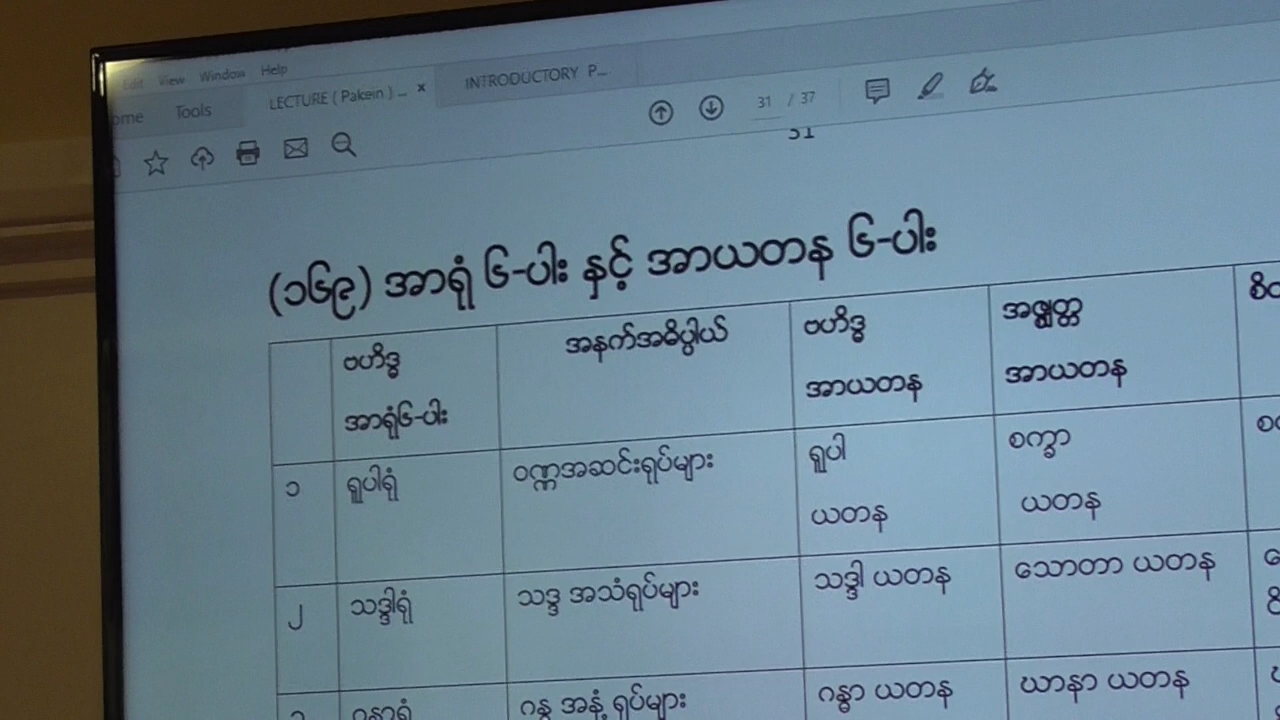 Edit View Window Help
ome Tools LECTURE ( Pakein ) ... × INTRODUCTORY P...
31 / 37
31
(၁၆၉) အာရုံ ၆-ပါး နှင့် အာယတန ၆-ပါး
ဗဟိဒ္ဓ အနက်အဓိပ္ပါယ် ဗဟိဒ္ဓ အဇ္ဈတ္တ
အာရုံ၆-ပါး အာယတန အာယတန
၁ ရူပါရုံ ဝဏ္ဏအဆင်းရုပ်များ ရူပါ စက္ခာ
ယတန ယတန
၂ သဒ္ဒါရုံ သဒ္ဒ အသံရုပ်များ သဒ္ဒါ ယတန သောတာ ယတန
ဂန္ဓာရုံ ဂန္ဓ အနံ့ ရုပ်များ ဂန္ဓာ ယတန ဃာနာ ယတန